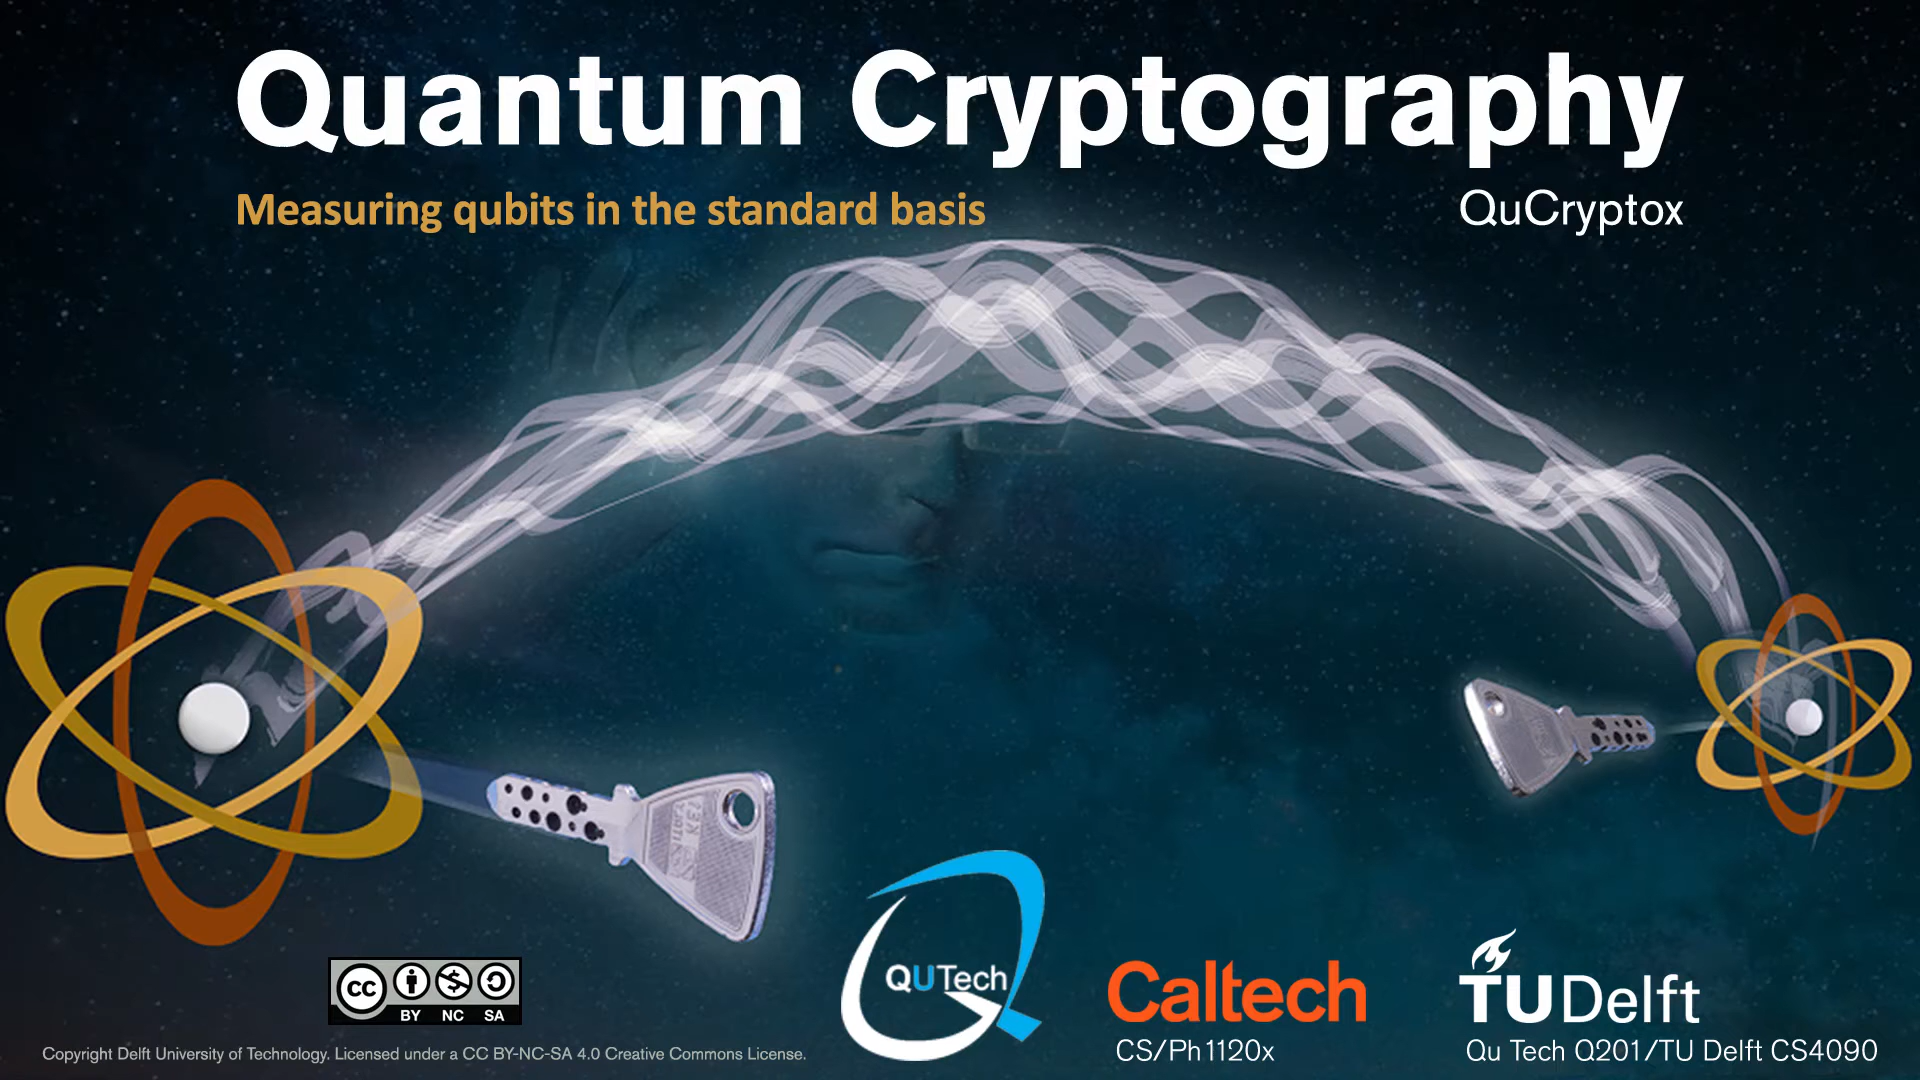 Quantum Cryptography
Measuring qubits in the standard basis
QuCryptox
cc
BY NC SA
QUTech
Caltech
CS/Ph1120x
TUDelft
Qu Tech Q201/TU Delft CS4090
Copyright Delft University of Technology. Licensed under a CC BY-NC-SA 4.0 Creative Commons License.